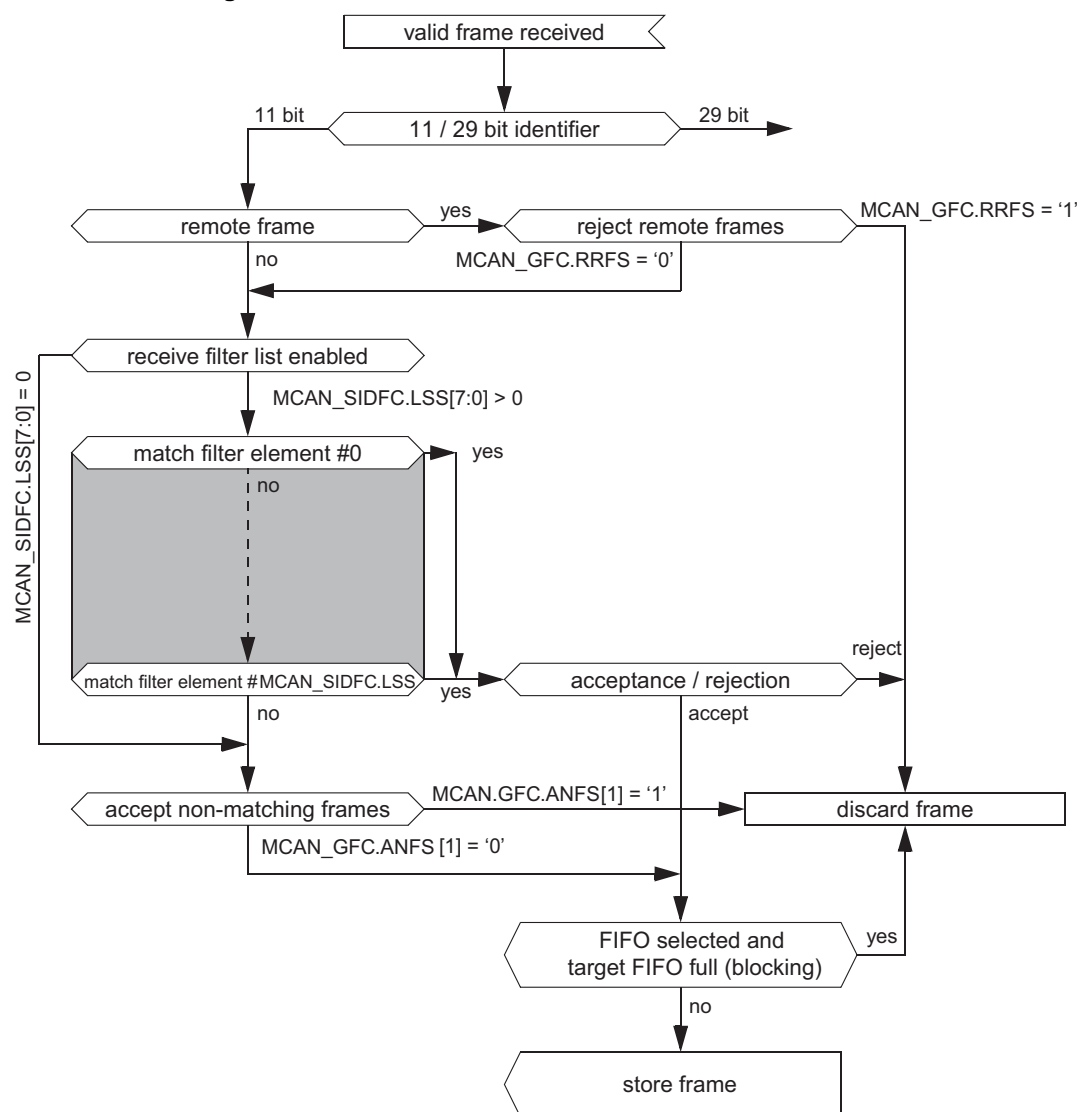 valid frame received
11 bit
11 / 29 bit identifier
29 bit
remote frame
yes
reject remote frames
MCAN_GFC.RRFS = ‘1’
no
MCAN_GFC.RRFS = ‘0’
receive filter list enabled
MCAN_SIDFC.LSS[7:0] = 0
MCAN_SIDFC.LSS[7:0] > 0
match filter element #0
yes
no
match filter element #MCAN_SIDFC.LSS
yes
acceptance / rejection
reject
no
accept
accept non-matching frames
MCAN.GFC.ANFS[1] = ‘1’
discard frame
MCAN_GFC.ANFS [1] = ‘0’
FIFO selected and
target FIFO full (blocking)
yes
no
store frame